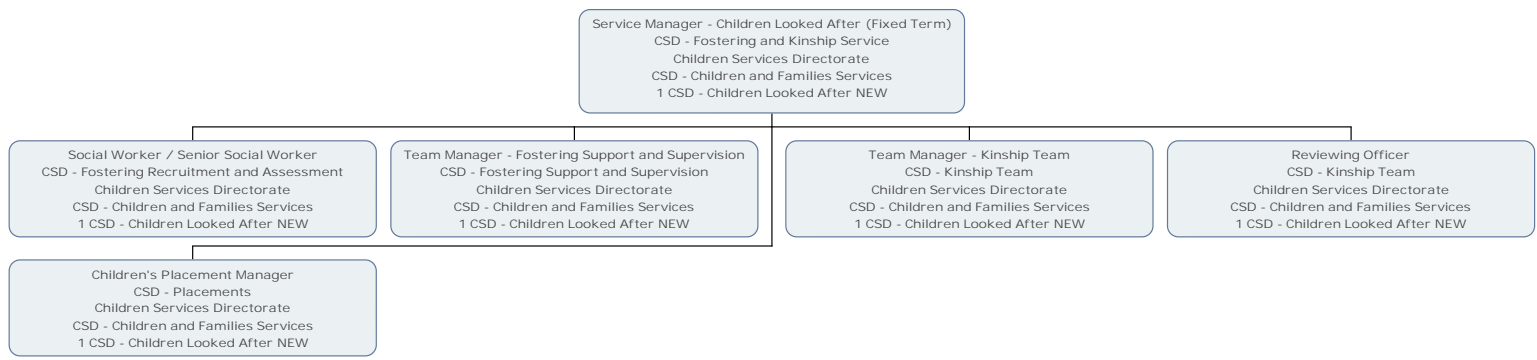 Service Manager - Children Looked After (Fixed Term)
CSD - Fostering and Kinship Service
Children Services Directorate
CSD - Children and Families Services
1 CSD - Children Looked After NEW
Social Worker / Senior Social Worker
CSD - Fostering Recruitment and Assessment
Children Services Directorate
CSD - Children and Families Services
1 CSD - Children Looked After NEW
Team Manager - Fostering Support and Supervision
CSD - Fostering Support and Supervision
Children Services Directorate
CSD - Children and Families Services
1 CSD - Children Looked After NEW
Team Manager - Kinship Team
CSD - Kinship Team
Children Services Directorate
CSD - Children and Families Services
1 CSD - Children Looked After NEW
Reviewing Officer
CSD - Kinship Team
Children Services Directorate
CSD - Children and Families Services
1 CSD - Children Looked After NEW
Children's Placement Manager
CSD - Placements
Children Services Directorate
CSD - Children and Families Services
1 CSD - Children Looked After NEW